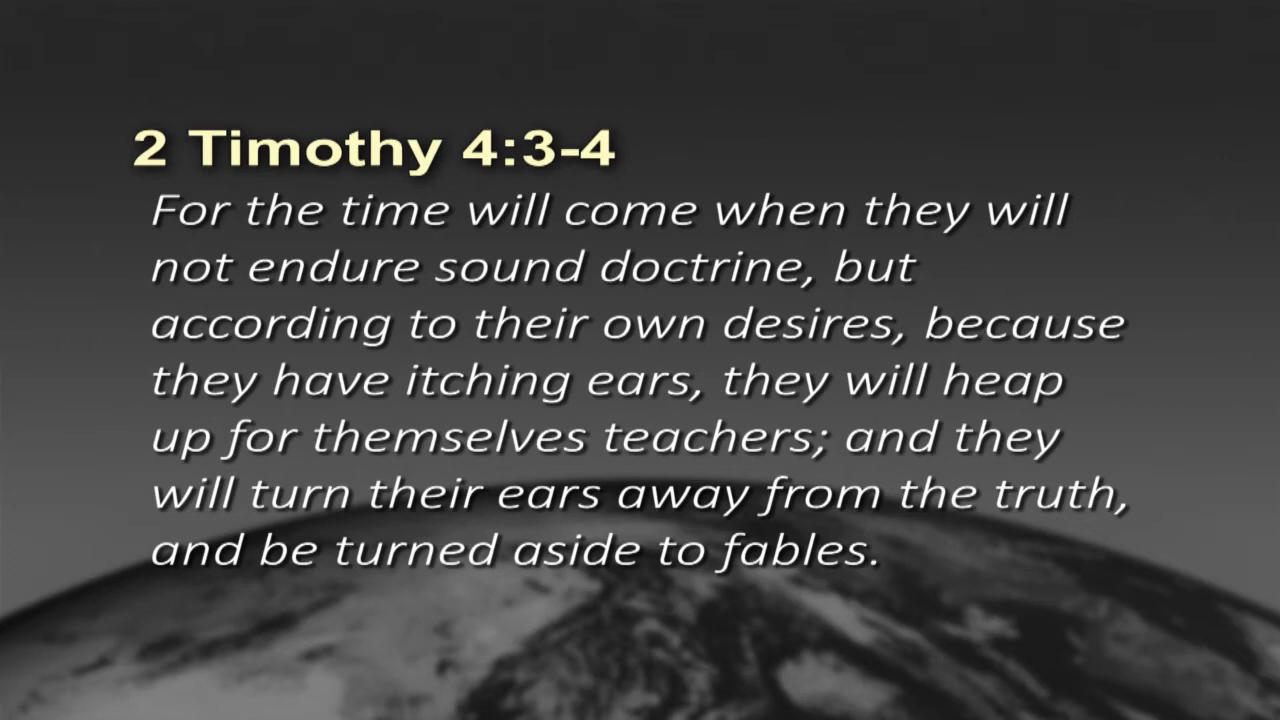 2 Timothy 4:3-4
For the time will come when they will
not endure sound doctrine, but
according to their own desires, because
they have itching ears, they will heap
up for themselves teachers; and they
will turn their ears away from the truth,
and be turned aside to fables.